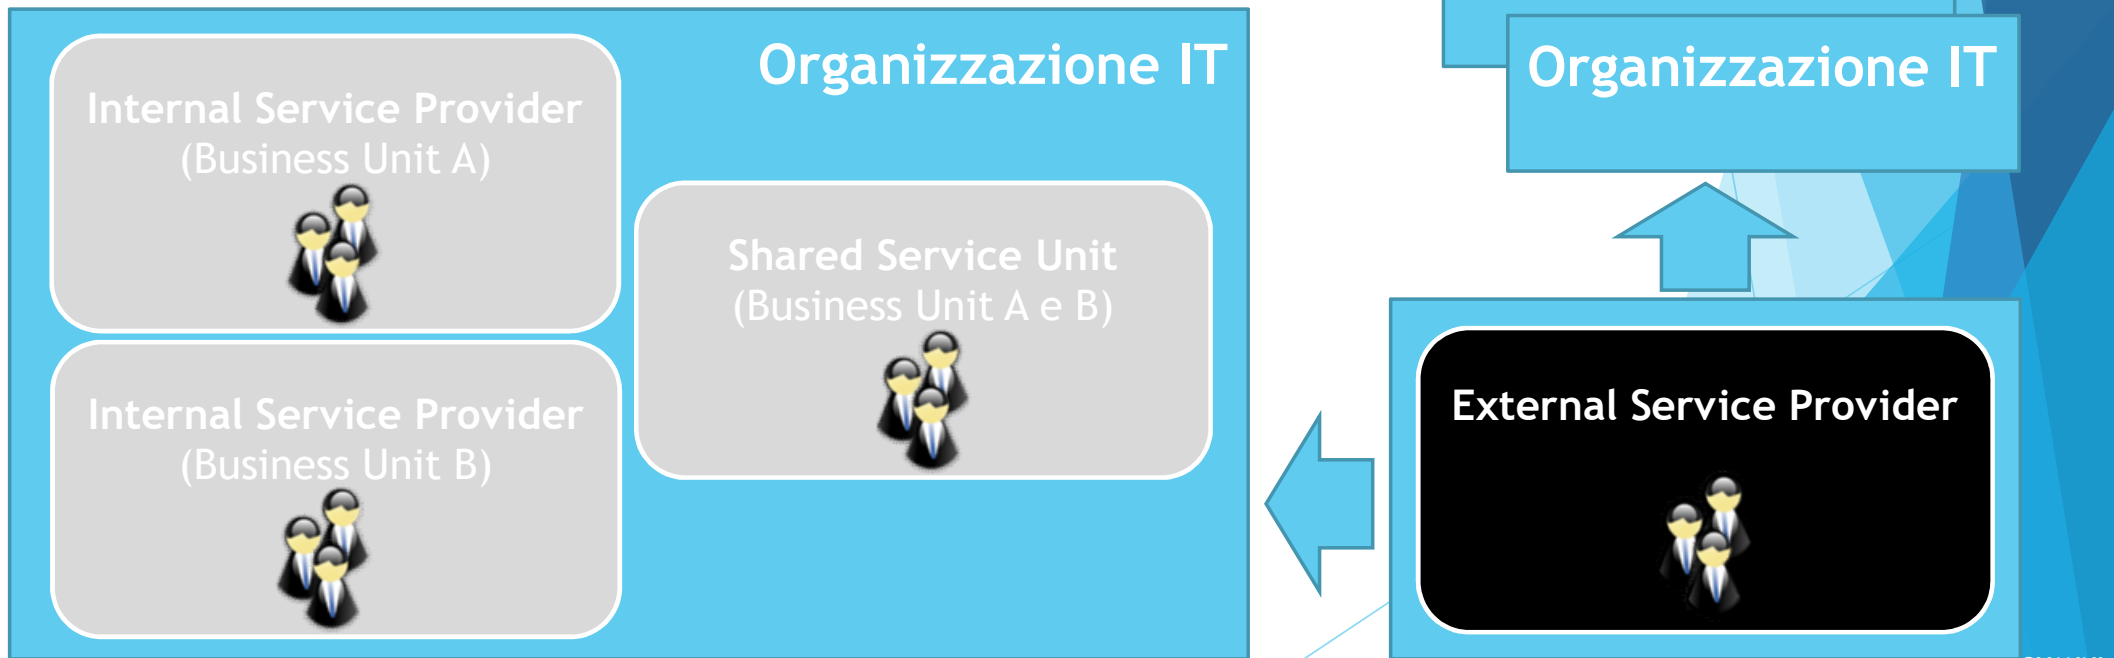 Organizzazione IT
Internal Service Provider
(Business Unit A)
Shared Service Unit
(Business Unit A e B)
Internal Service Provider
(Business Unit B)
Organizzazione IT
External Service Provider